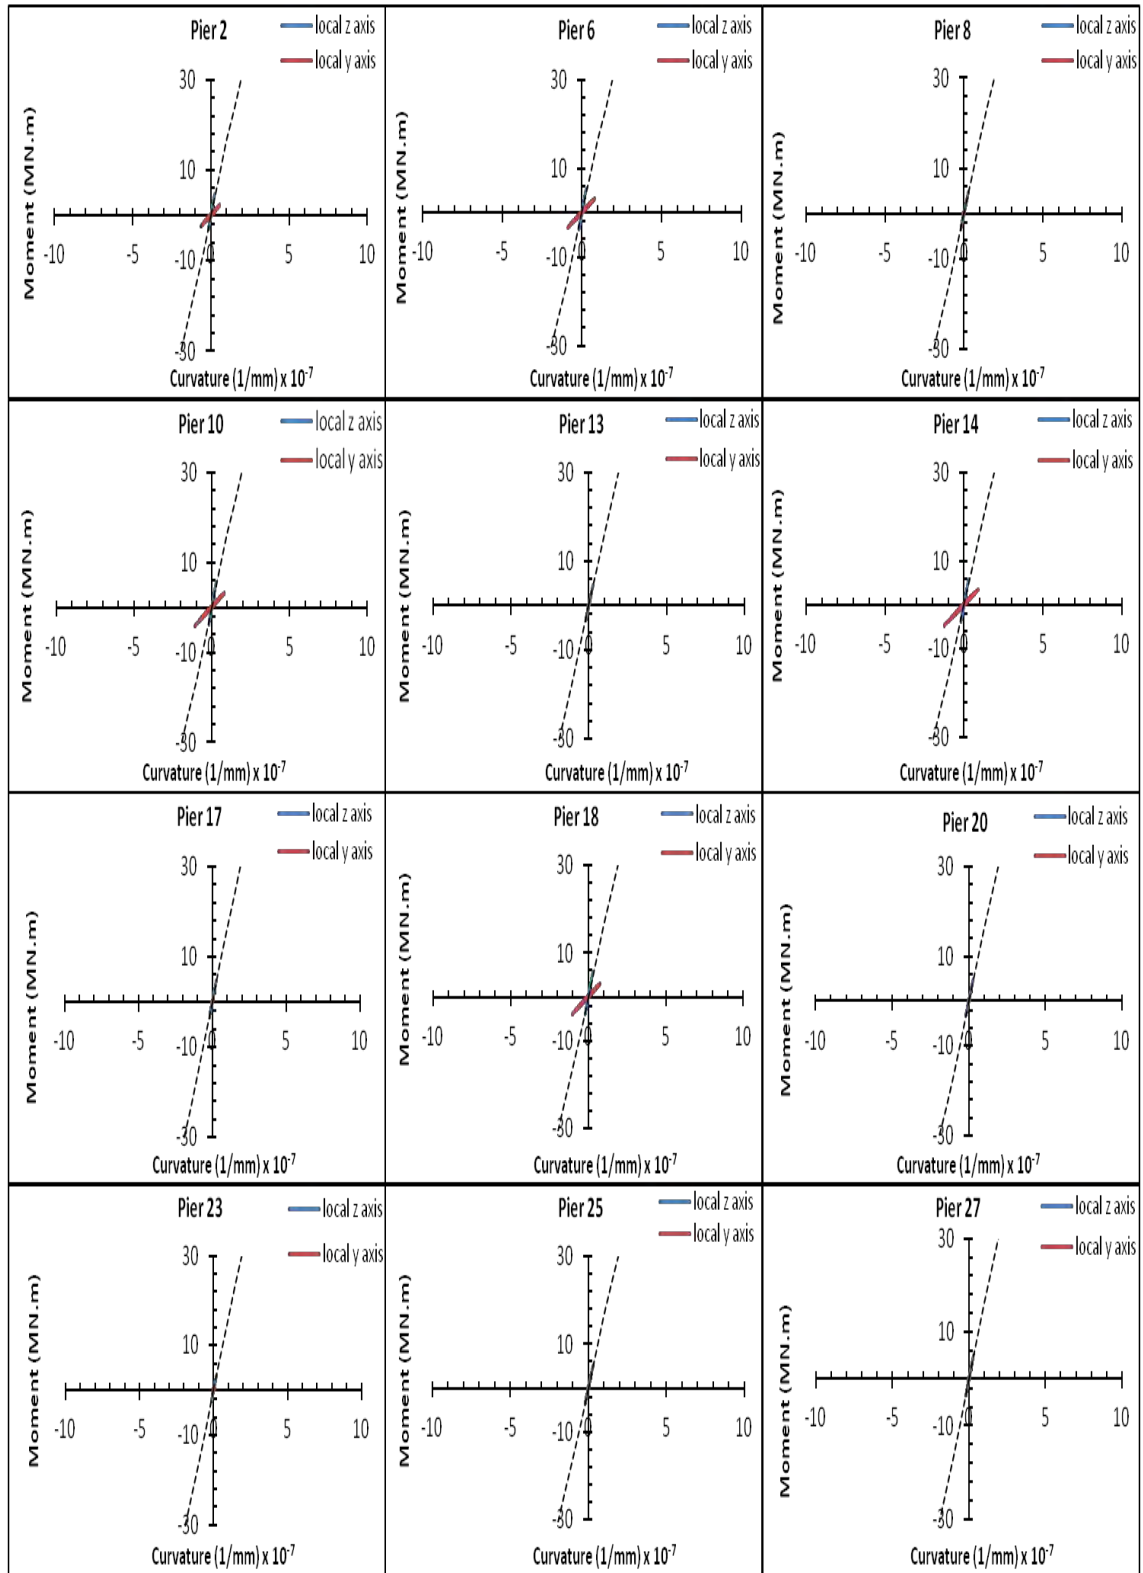 Pier 2
local z axis
local y axis
Moment (MN.m)
30
10
-10 -5 0 5 10
-10
-30
Curvature (1/mm) x 10-7
Pier 6
local z axis
local y axis
Moment (MN.m)
30
10
-10 -5 0 5 10
-10
-30
Curvature (1/mm) x 10-7
Pier 8
local z axis
local y axis
Moment (MN.m)
30
10
-10 -5 0 5 10
-10
-30
Curvature (1/mm) x 10-7
Pier 10
local z axis
local y axis
Moment (MN.m)
30
10
-10 -5 0 5 10
-10
-30
Curvature (1/mm) x 10-7
Pier 13
local z axis
local y axis
Moment (MN.m)
30
10
-10 -5 0 5 10
-10
-30
Curvature (1/mm) x 10-7
Pier 14
local z axis
local y axis
Moment (MN.m)
30
10
-10 -5 0 5 10
-10
-30
Curvature (1/mm) x 10-7
Pier 17
local z axis
local y axis
Moment (MN.m)
30
10
-10 -5 0 5 10
-10
-30
Curvature (1/mm) x 10-7
Pier 18
local z axis
local y axis
Moment (MN.m)
30
10
-10 -5 0 5 10
-10
-30
Curvature (1/mm) x 10-7
Pier 20
local z axis
local y axis
Moment (MN.m)
30
10
-10 -5 0 5 10
-10
-30
Curvature (1/mm) x 10-7
Pier 23
local z axis
local y axis
Moment (MN.m)
30
10
-10 -5 0 5 10
-10
-30
Curvature (1/mm) x 10-7
Pier 25
local z axis
local y axis
Moment (MN.m)
30
10
-10 -5 0 5 10
-10
-30
Curvature (1/mm) x 10-7
Pier 27
local z axis
local y axis
Moment (MN.m)
30
10
-10 -5 0 5 10
-10
-30
Curvature (1/mm) x 10-7